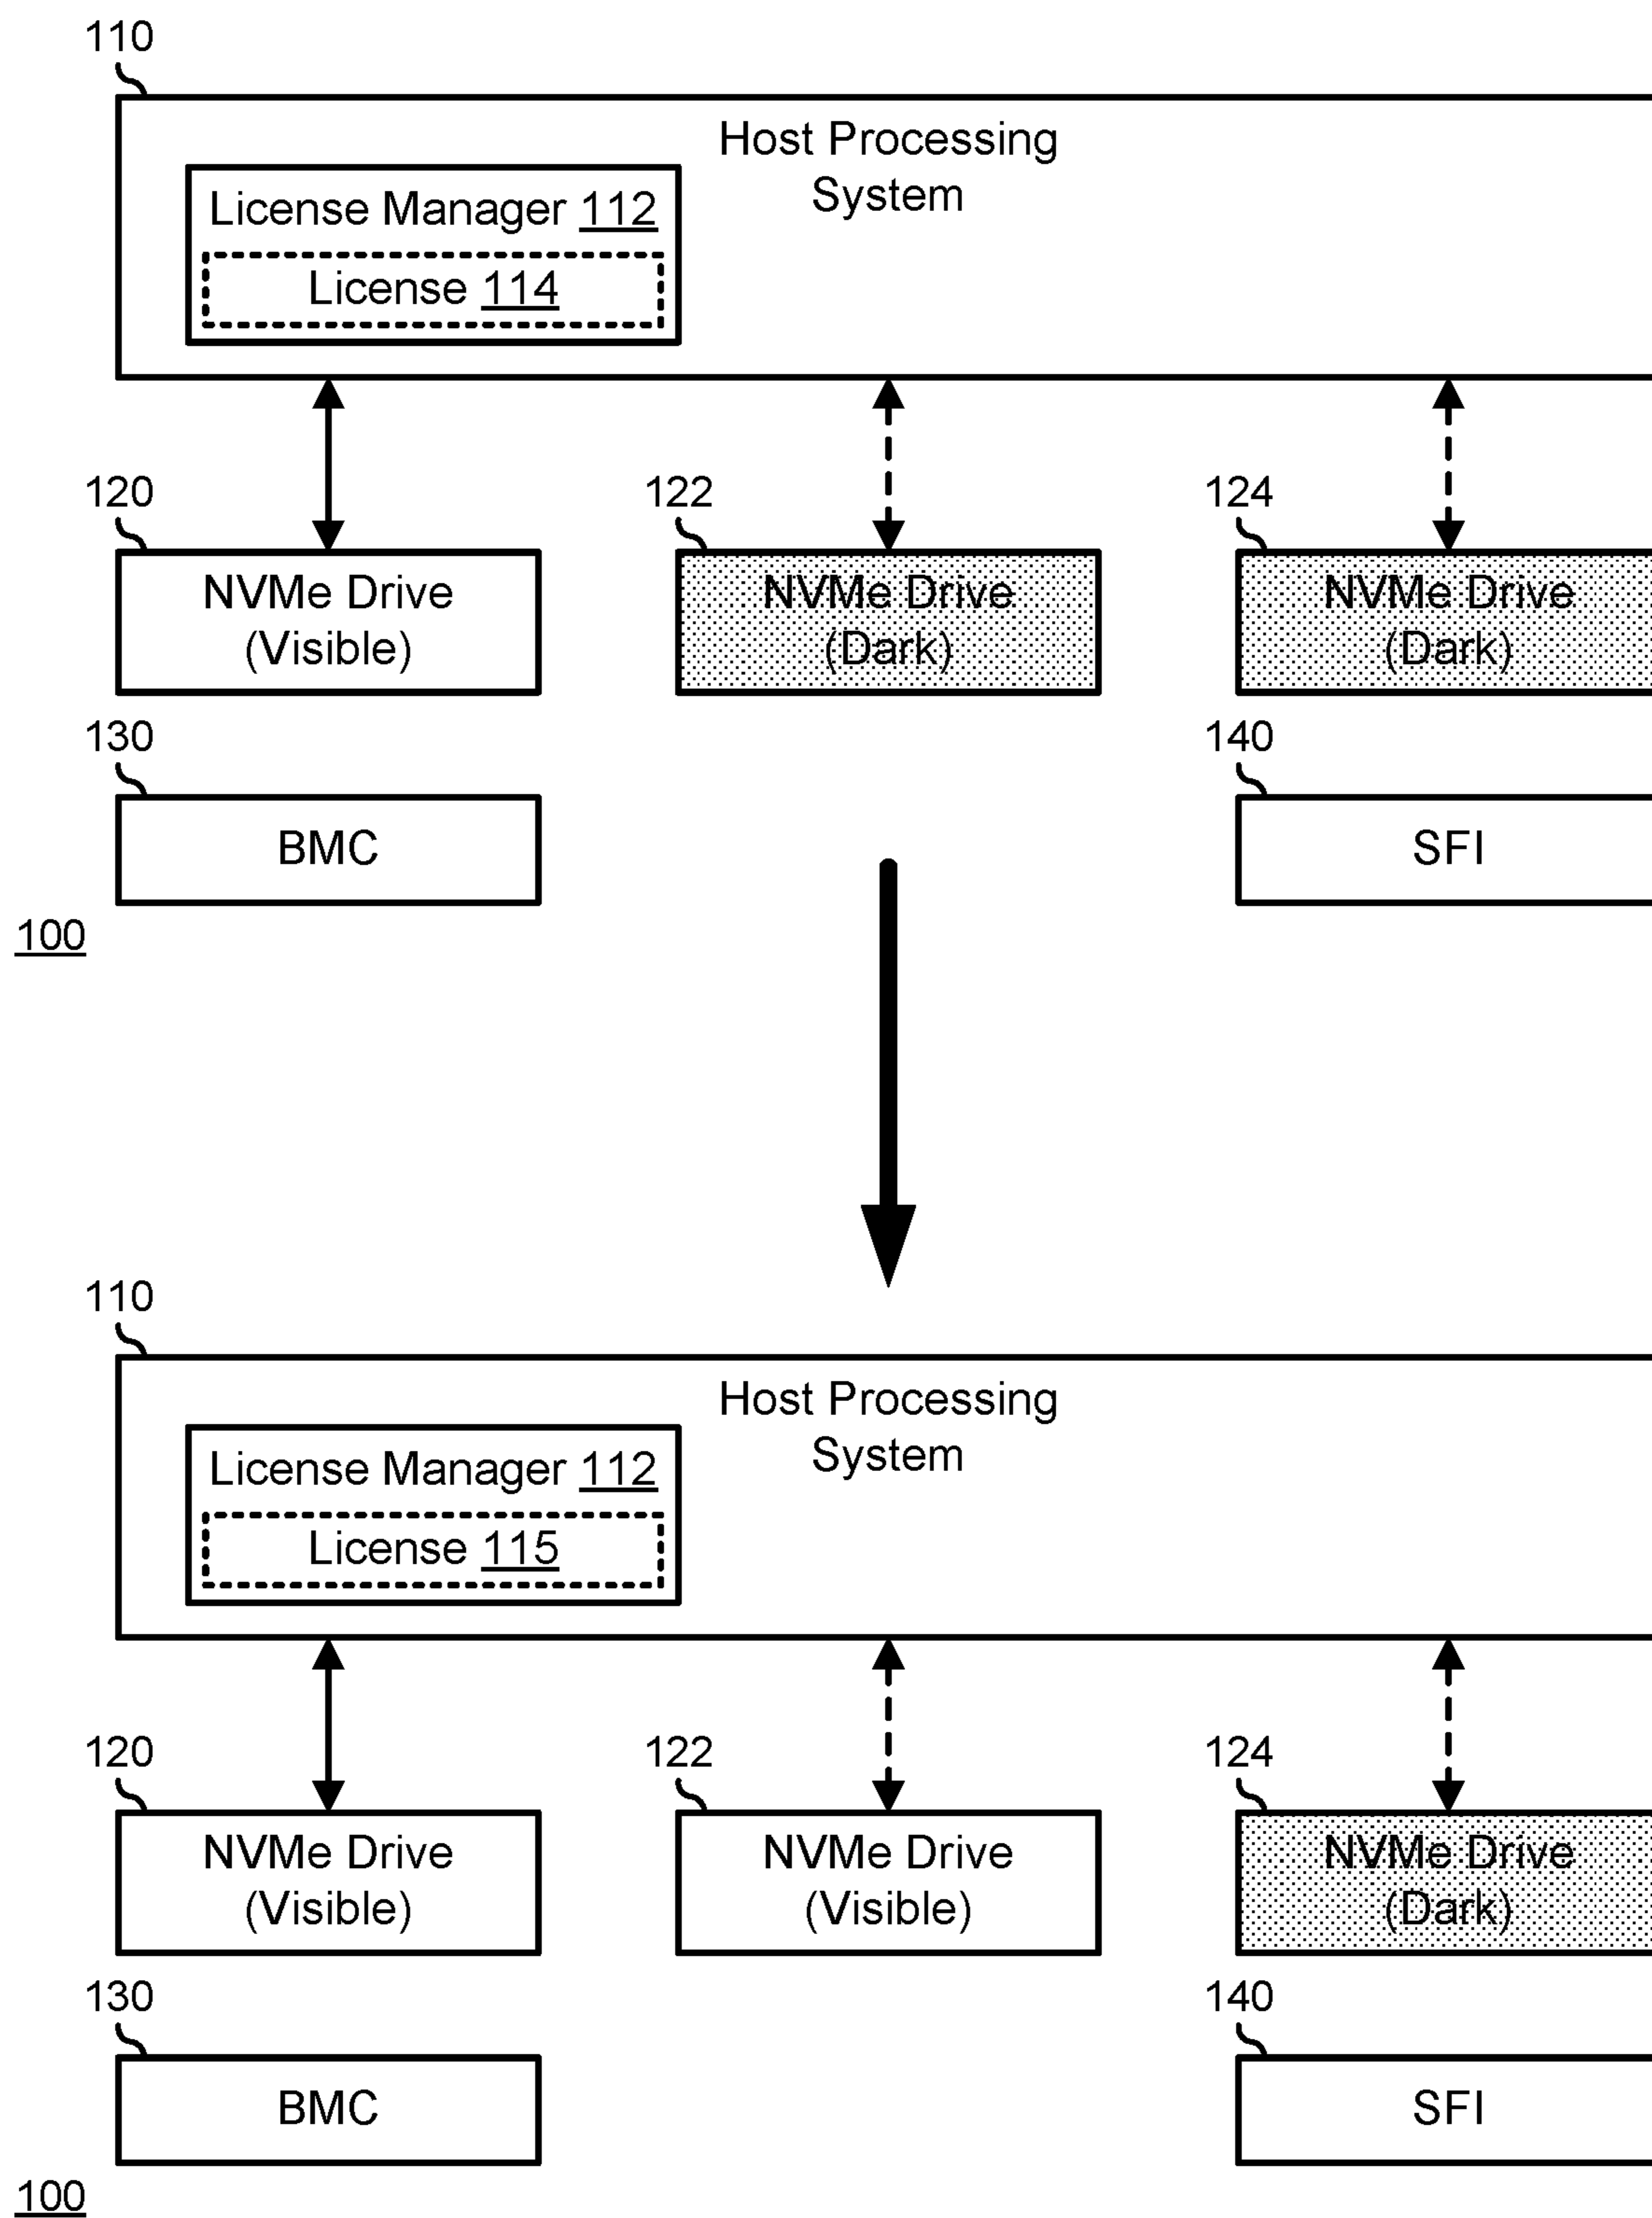 110
Host Processing
System
License Manager 112
License 114
120
122
124
NVMe Drive
(Visible)
NVMe Drive
(Dark)
NVMe Drive
(Dark)
130
140
BMC
SFI
100
110
Host Processing
System
License Manager 112
License 115
120
122
124
NVMe Drive
(Visible)
NVMe Drive
(Visible)
NVMe Drive
(Dark)
130
140
BMC
SFI
100